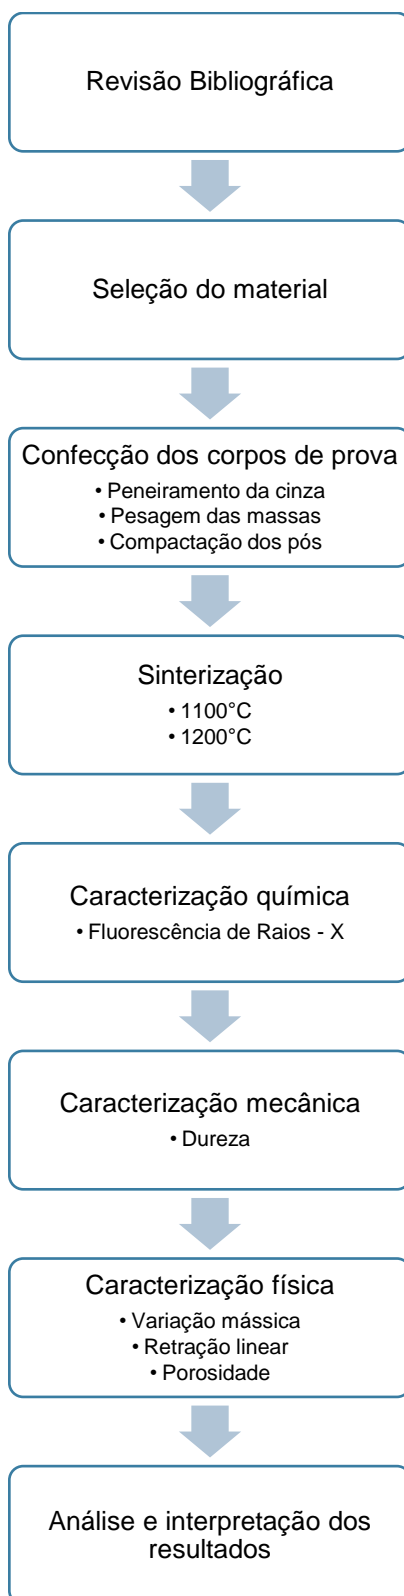 Revisão Bibliográfica
Seleção do material
Confecção dos corpos de prova
• Peneiramento da cinza
• Pesagem das massas
• Compactação dos pós
Sinterização
• 1100°C
• 1200°C
Caracterização química
• Fluorescência de Raios - X
Caracterização mecânica
• Dureza
Caracterização física
• Variação mássica
• Retração linear
• Porosidade
Análise e interpretação dos
resultados